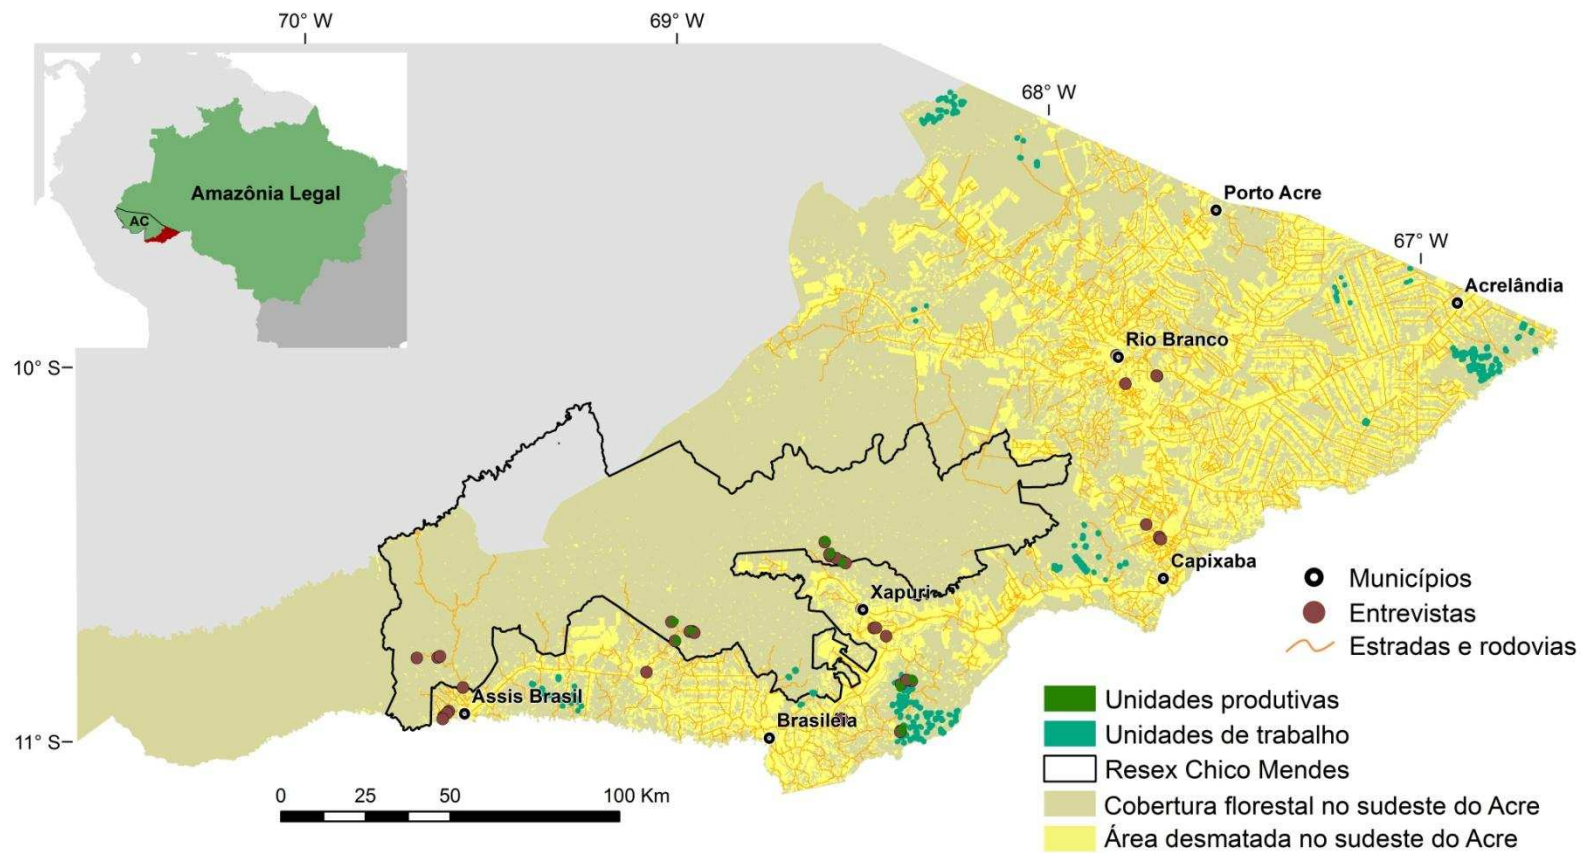 70° W
69° W
68° W
Amazônia Legal
AC
Porto Acre
67° W
Acrelândia
Rio Branco
10° S
Capixaba
Municípios
Xapuri
Entrevistas
Estradas e rodovias
Assis Brasil
Unidades produtivas
Brasileia
Unidades de trabalho
11° S
Resex Chico Mendes
0 25 50 100 Km
Cobertura florestal no sudeste do Acre
Área desmatada no sudeste do Acre